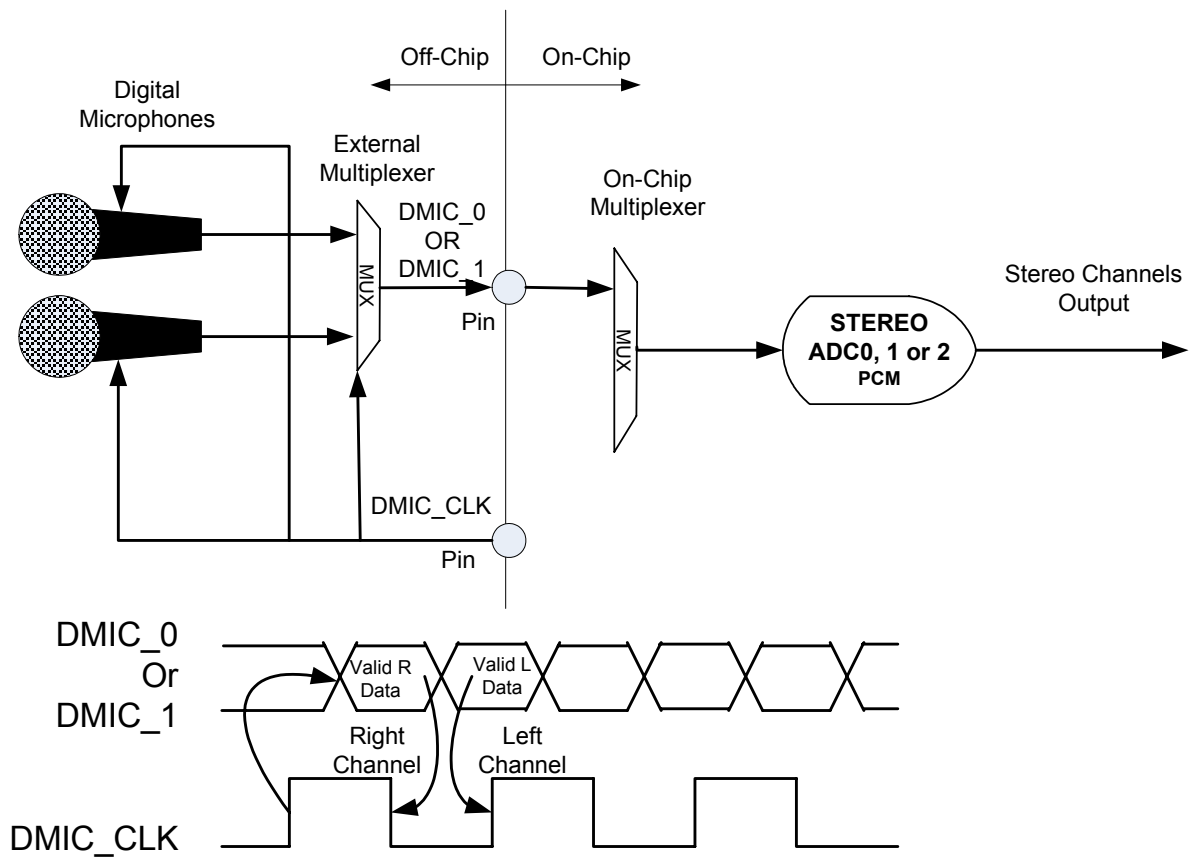 Off-Chip
On-Chip
Digital
Microphones
External
Multiplexer
DMIC_0
OR
DMIC_1
MUX
Pin
On-Chip
Multiplexer
MUX
STEREO
ADC0, 1 or 2
PCM
Stereo Channels
Output
DMIC_CLK
Pin
DMIC_0
Or
DMIC_1
Valid R
Data
Valid L
Data
Right
Channel
Left
Channel
DMIC_CLK